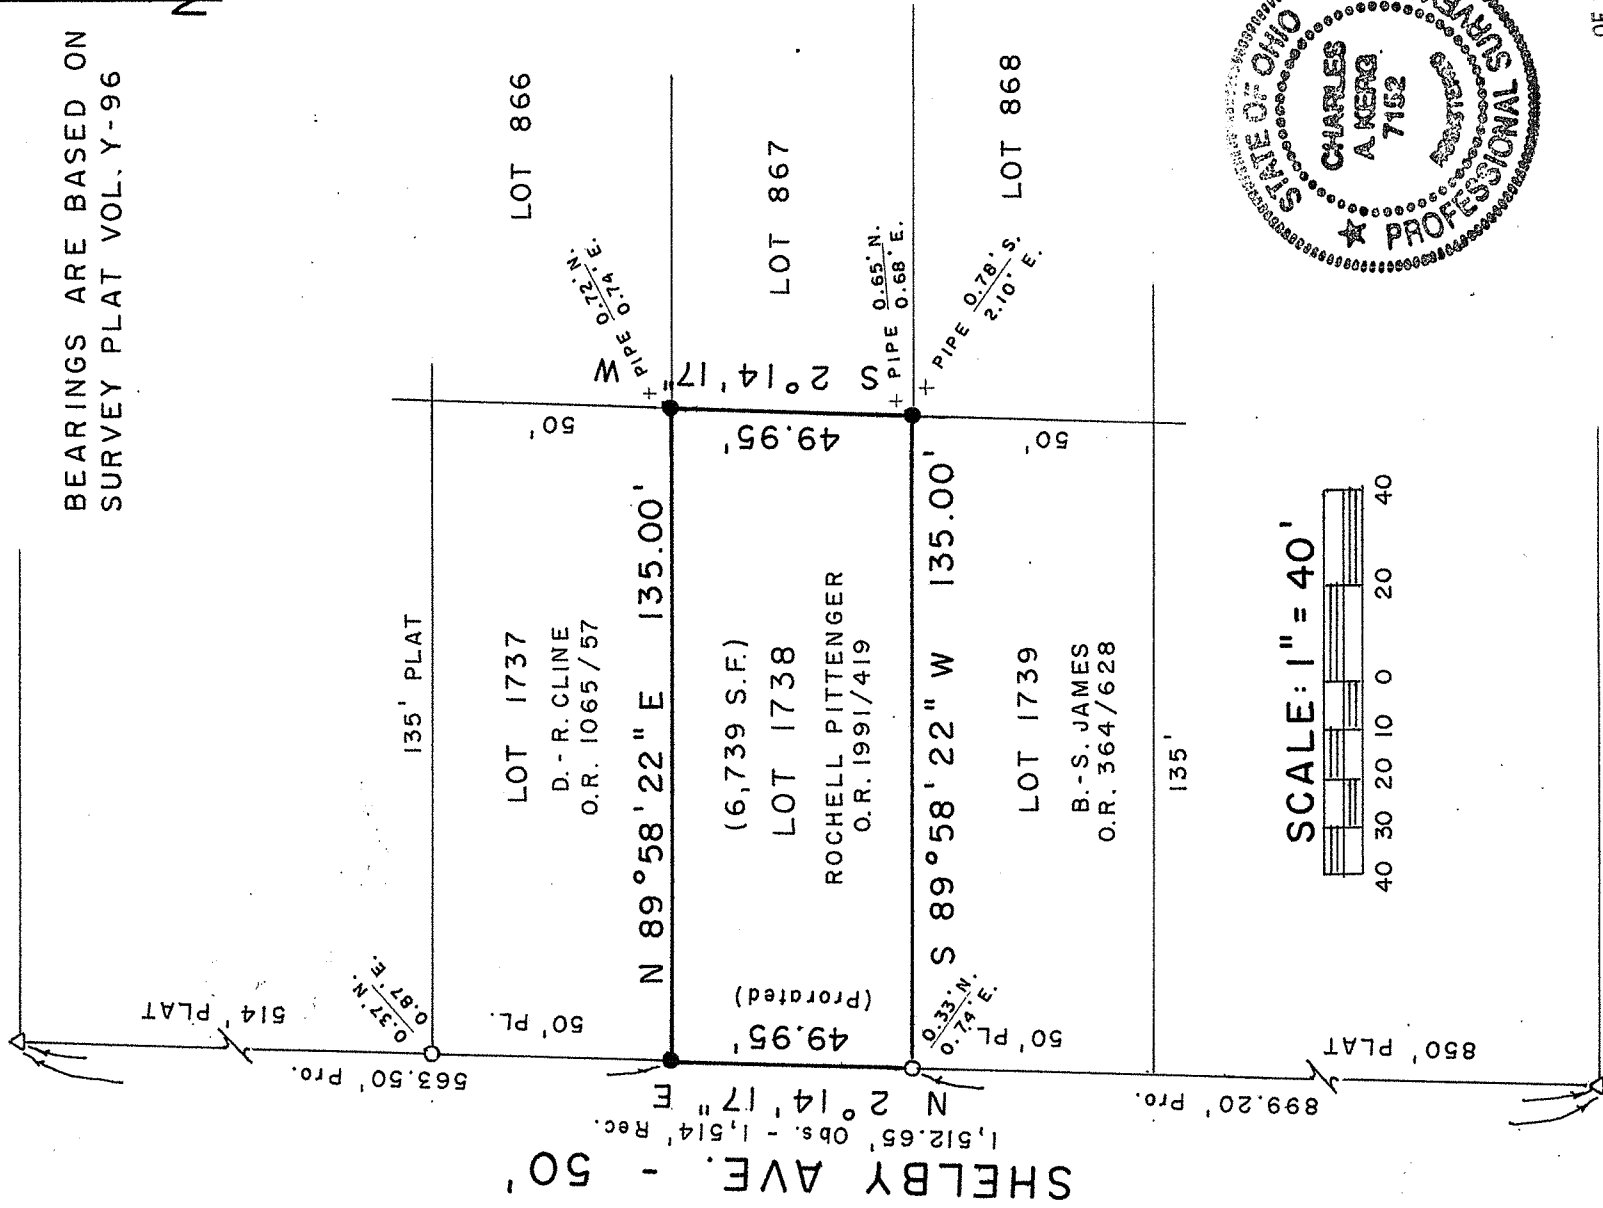 BEARINGS ARE BASED ON
SURVEY PLAT VOL. Y-96
LOT 866
LOT 867
LOT 868
PIPE 0.72' N.
0.74' E.
PIPE 0.65' N.
0.68' E.
PIPE 0.78' S.
2.10' E.
S 2°14'17" W
50'
49.95'
50'
135' PLAT
LOT 1737
D.-R. CLINE
O.R. 1065/57
N 89°58'22" E 135.00'
(6,739 S.F.)
LOT 1738
ROCHELL PITTENGER
O.R. 1991/419
S 89°58'22" W 135.00'
LOT 1739
B.-S. JAMES
O.R. 364/628
135'
514' PLAT
0.37' N.
0.87' E.
50' PL.
(Prorated)
49.95'
0.33' N.
0.74' E.
50' PL
850' PLAT
563.50' Pro.
N 2°14'17" E
899.20' Pro.
1,512.65' Obs. - 1,514' Rec.
SHELBY AVE. - 50'
SCALE: 1" = 40'
40 30 20 10 0 20 40
STATE OF OHIO
CHARLES
A. KERG
7152
REGISTERED
PROFESSIONAL SURVEY
OF